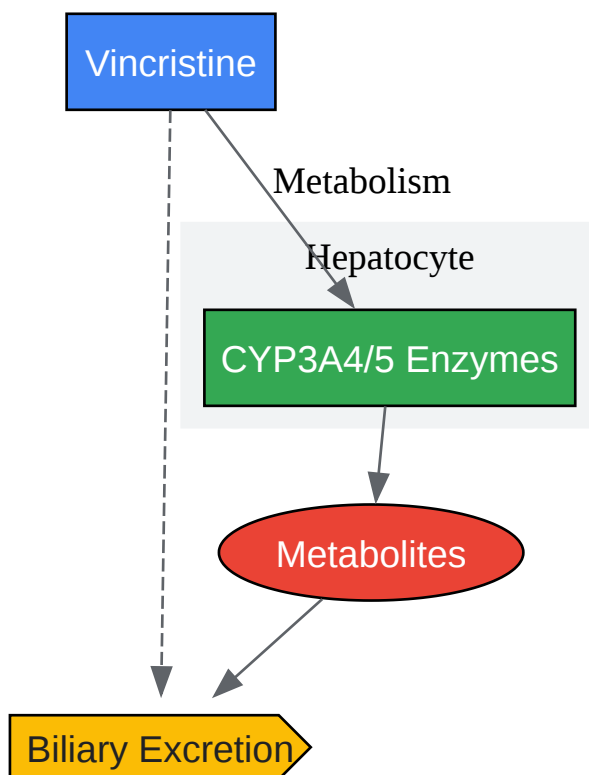 Vincristine
Metabolism
Hepatocyte
CYP3A4/5 Enzymes
Metabolites
Biliary Excretion